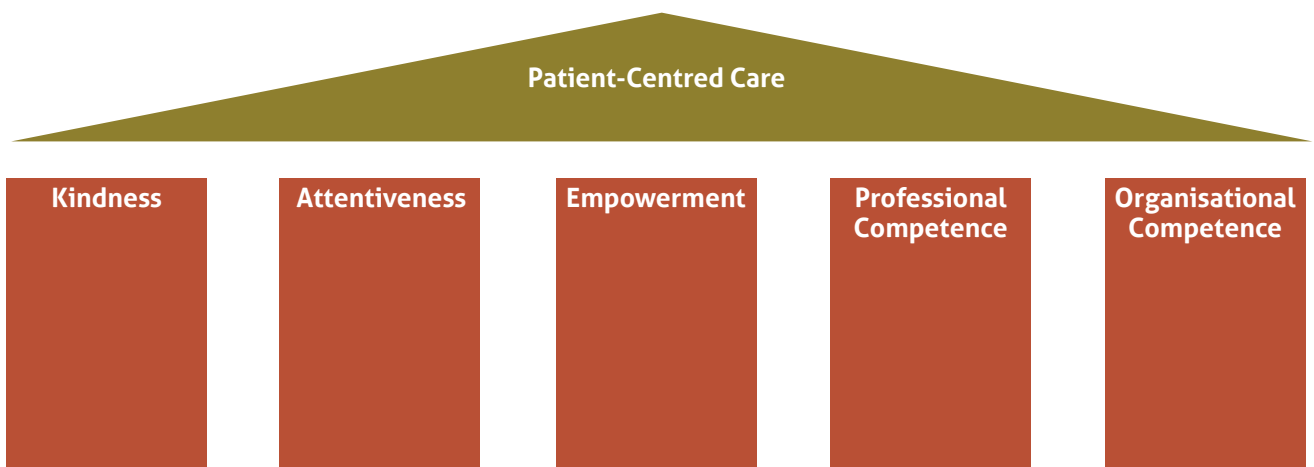 Patient-Centred Care
Kindness
Attentiveness
Empowerment
Professional
Competence
Organisational
Competence